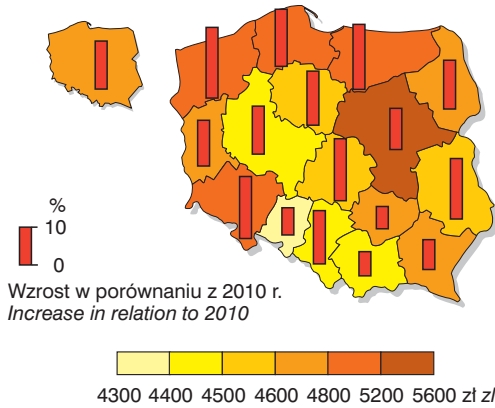 %
10
0
Wzrost w porównaniu z 2010 r.
Increase in relation to 2010
4300 4400 4500 4600 4800 5200 5600 zł zl